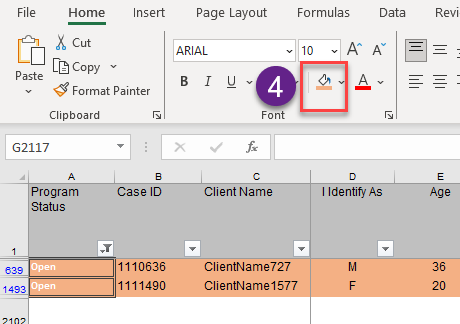 File Home Insert Page Layout Formulas
Cut
Copy
Format Painter
Paste
Clipboard
ARIAL 10 A A
B I U A
4
Font
G2117 fx
A B C D E
Program Status Case ID Client Name I Identify As Age
1
639 Open 1110636 ClientName727 M 36
1493 Open 1111490 ClientName1577 F 20
2102